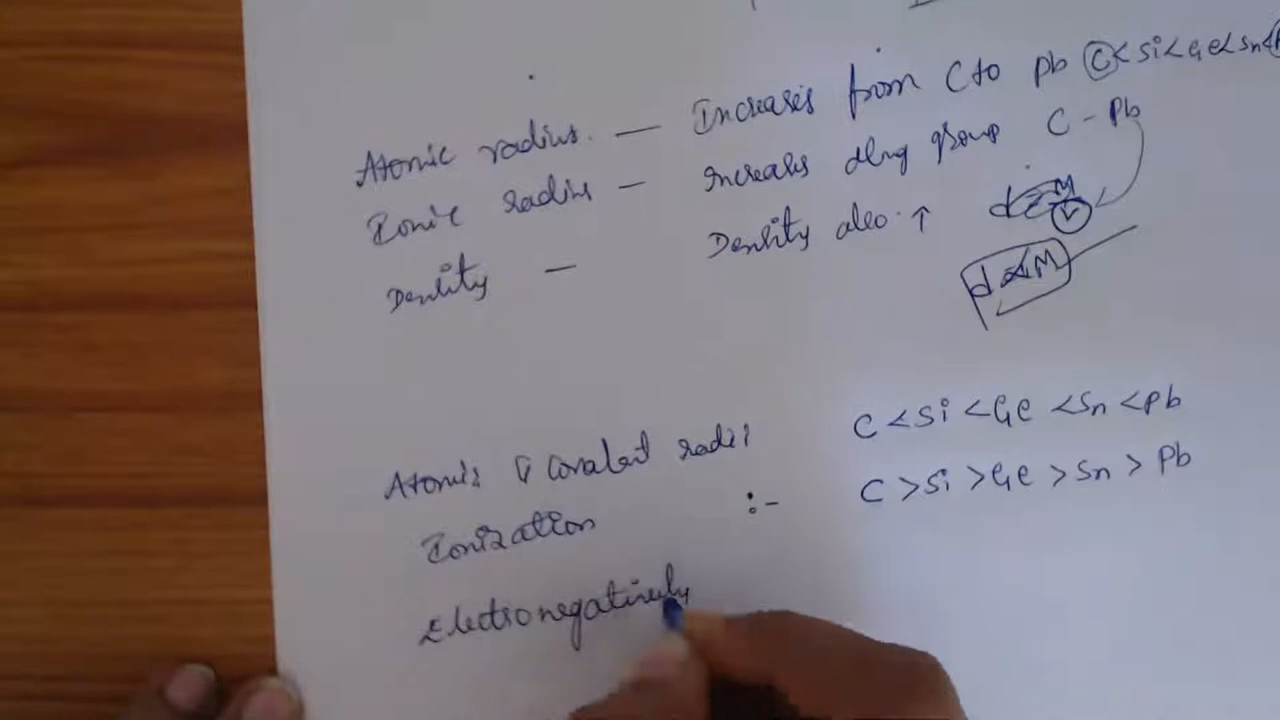 Atomic radius. — Increases from C to Pb C < Si < Ge < Sn <
Ionic radius — Increases along group C - Pb
Density — Density also ↑
d ∝ M
Atomic & Covalent radii C < Si < Ge < Sn < Pb
Ionization :- C > Si > Ge > Sn > Pb
Electronegativity